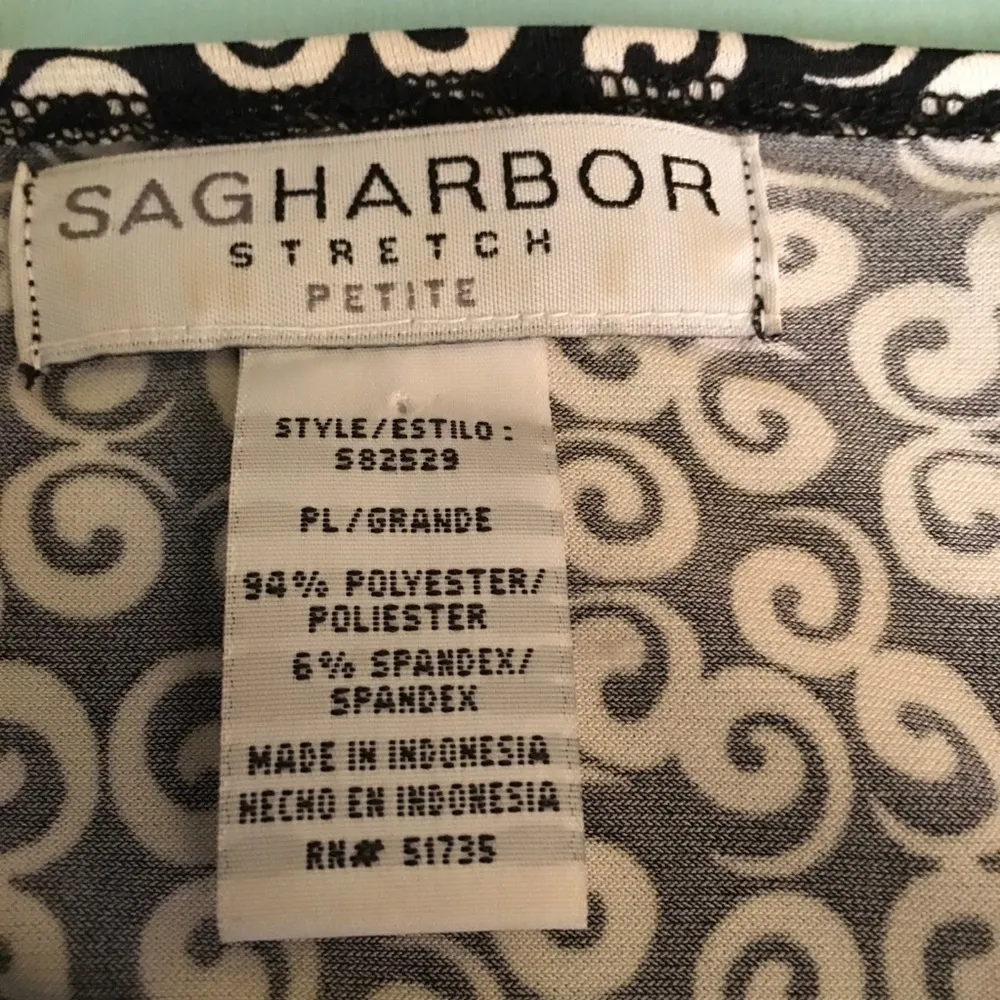 SAGHARBOR
STRETCH
PETITE
STYLE/ESTILO:
582529
PL/GRANDE
94% POLYESTER/
POLIESTER
6% SPANDEX/
SPANDEX
MADE IN INDONESIA
HECHO EN INDONESIA
RN# 51735